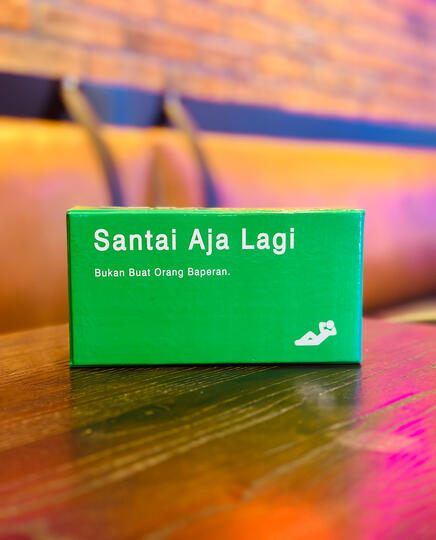 Santai Aja Lagi
Bukan Buat Orang Baperan.